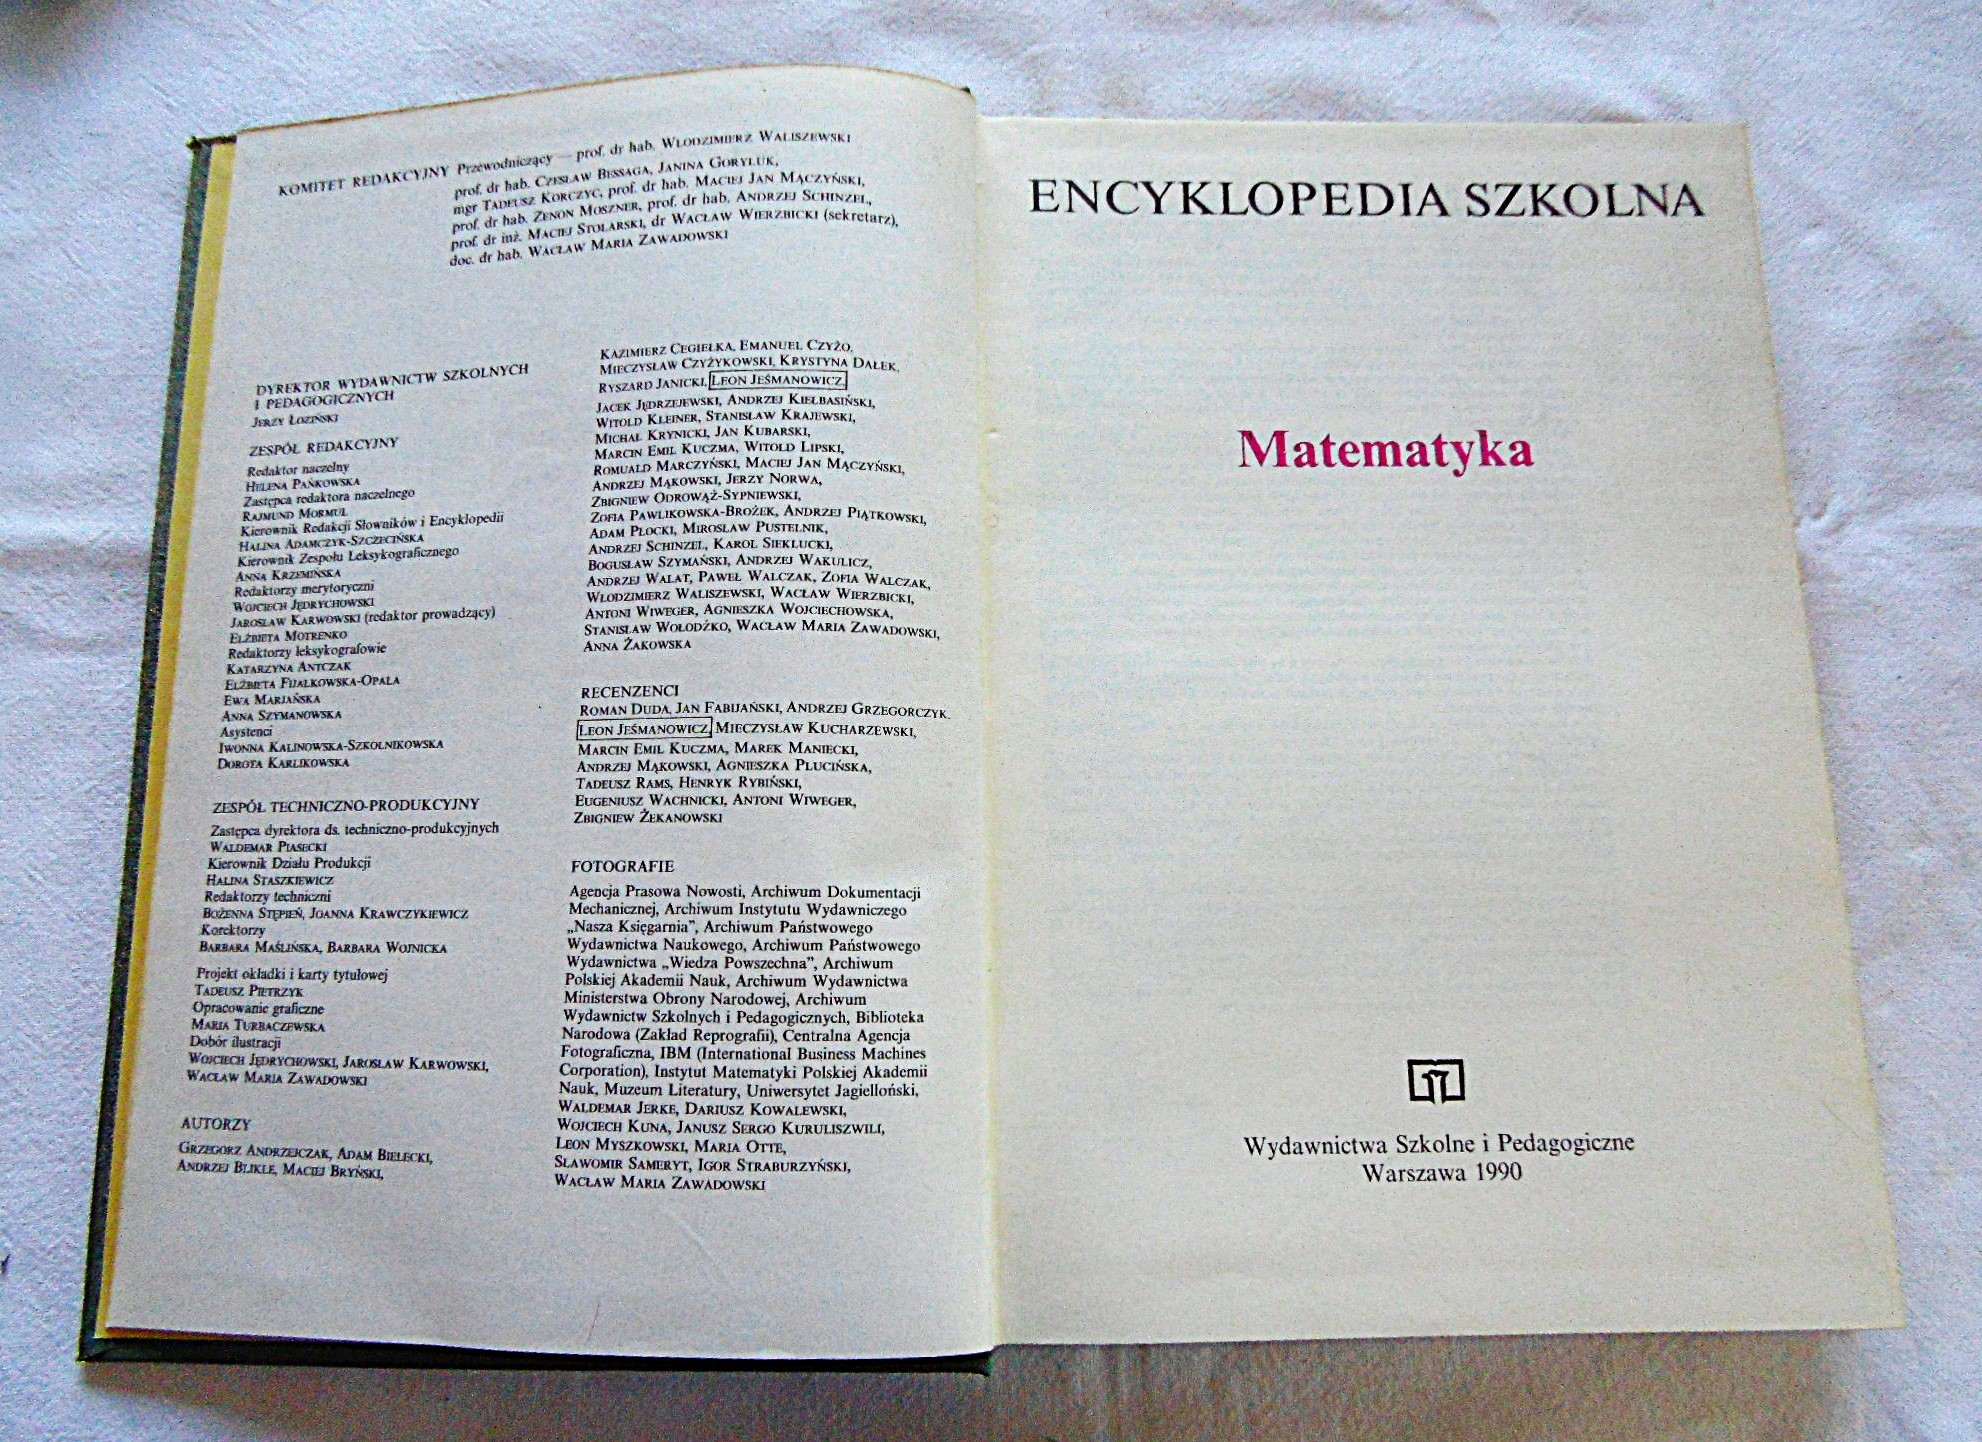 KOMITET REDAKCYJNY Przewodniczący — prof. dr hab. WŁODZIMIERZ WALISZEWSKI
prof. dr hab. CZESŁAW BESSAGA, JANINA GORYLUK,
mgr TADEUSZ KORCZYC, prof. dr hab. MACIEJ JAN MĄCZYŃSKI,
prof. dr hab. ZENON MOSZNER, prof. dr hab. ANDRZEJ SCHINZEL,
prof. dr inż. MACIEJ STOLARSKI, dr WACŁAW WIERZBICKI (sekretarz),
doc. dr hab. WACŁAW MARIA ZAWADOWSKI
DYREKTOR WYDAWNICTW SZKOLNYCH
I PEDAGOGICZNYCH
JERZY ŁOZIŃSKI
ZESPÓŁ REDAKCYJNY
Redaktor naczelny
HELENA PAŃKOWSKA
Zastępca redaktora naczelnego
RAJMUND MORMUL
Kierownik Redakcji Słowników i Encyklopedii
HALINA ADAMCZYK-SZCZECIŃSKA
Kierownik Zespołu Leksykograficznego
ANNA KRZEMIŃSKA
Redaktorzy merytoryczni
WOJCIECH JĘDRYCHOWSKI
JAROSŁAW KARWOWSKI (redaktor prowadzący)
ELŻBIETA MOTRENKO
Redaktorzy leksykografowie
KATARZYNA ANTCZAK
ELŻBIETA FIJAŁKOWSKA-OPALA
EWA MARJAŃSKA
ANNA SZYMANOWSKA
Asystenci
IWONNA KALINOWSKA-SZKOLNIKOWSKA
DOROTA KARLIKOWSKA
ZESPÓŁ TECHNICZNO-PRODUKCYJNY
Zastępca dyrektora ds. techniczno-produkcyjnych
WALDEMAR PIASECKI
Kierownik Działu Produkcji
HALINA STASZKIEWICZ
Redaktorzy techniczni
BOŻENNA STĘPIEŃ, JOANNA KRAWCZYKIEWICZ
Korektorzy
BARBARA MAŚLIŃSKA, BARBARA WOJNICKA
Projekt okładki i karty tytułowej
TADEUSZ PIETRZYK
Opracowanie graficzne
MARIA TURBACZEWSKA
Dobór ilustracji
WOJCIECH JĘDRYCHOWSKI, JAROSŁAW KARWOWSKI,
WACŁAW MARIA ZAWADOWSKI
AUTORZY
GRZEGORZ ANDRZEJCZAK, ADAM BIELECKI,
ANDRZEJ BLIKLE, MACIEJ BRYŃSKI,
KAZIMIERZ CEGIEŁKA, EMANUEL CZYŻO,
MIECZYSŁAW CZYŻYKOWSKI, KRYSTYNA DAŁEK,
RYSZARD JANICKI, LEON JEŚMANOWICZ,
JACEK JĘDRZEJEWSKI, ANDRZEJ KIEŁBASIŃSKI,
WITOLD KLEINER, STANISŁAW KRAJEWSKI,
MICHAŁ KRYNICKI, JAN KUBARSKI,
MARCIN EMIL KUCZMA, WITOLD LIPSKI,
ROMUALD MARCZYŃSKI, MACIEJ JAN MĄCZYŃSKI,
ANDRZEJ MĄKOWSKI, JERZY NORWA,
ZBIGNIEW ODROWĄŻ-SYPNIEWSKI,
ZOFIA PAWLIKOWSKA-BROŻEK, ANDRZEJ PIĄTKOWSKI,
ADAM PŁOCKI, MIROSŁAW PUSTELNIK,
ANDRZEJ SCHINZEL, KAROL SIEKLUCKI,
BOGUSŁAW SZYMAŃSKI, ANDRZEJ WAKULICZ,
ANDRZEJ WALAT, PAWEŁ WALCZAK, ZOFIA WALCZAK,
WŁODZIMIERZ WALISZEWSKI, WACŁAW WIERZBICKI,
ANTONI WIWEGER, AGNIESZKA WOJCIECHOWSKA,
STANISŁAW WOŁODŹKO, WACŁAW MARIA ZAWADOWSKI,
ANNA ŻAKOWSKA
RECENZENCI
ROMAN DUDA, JAN FABIJAŃSKI, ANDRZEJ GRZEGORCZYK,
LEON JEŚMANOWICZ, MIECZYSŁAW KUCHARZEWSKI,
MARCIN EMIL KUCZMA, MAREK MANIECKI,
ANDRZEJ MĄKOWSKI, AGNIESZKA PLUCIŃSKA,
TADEUSZ RAMS, HENRYK RYBIŃSKI,
EUGENIUSZ WACHNICKI, ANTONI WIWEGER,
ZBIGNIEW ŻEKANOWSKI
FOTOGRAFIE
Agencja Prasowa Nowosti, Archiwum Dokumentacji
Mechanicznej, Archiwum Instytutu Wydawniczego
„Nasza Księgarnia”, Archiwum Państwowego
Wydawnictwa Naukowego, Archiwum Państwowego
Wydawnictwa „Wiedza Powszechna”, Archiwum
Polskiej Akademii Nauk, Archiwum Wydawnictwa
Ministerstwa Obrony Narodowej, Archiwum
Wydawnictw Szkolnych i Pedagogicznych, Biblioteka
Narodowa (Zakład Reprografii), Centralna Agencja
Fotograficzna, IBM (International Business Machines
Corporation), Instytut Matematyki Polskiej Akademii
Nauk, Muzeum Literatury, Uniwersytet Jagielloński,
WALDEMAR JERKE, DARIUSZ KOWALEWSKI,
WOJCIECH KUNA, JANUSZ SERGO KURULISZWILI,
LEON MYSZKOWSKI, MARIA OTTE,
SŁAWOMIR SAMERYT, IGOR STRABURZYŃSKI,
WACŁAW MARIA ZAWADOWSKI
ENCYKLOPEDIA SZKOLNA
Matematyka
Wydawnictwa Szkolne i Pedagogiczne
Warszawa 1990